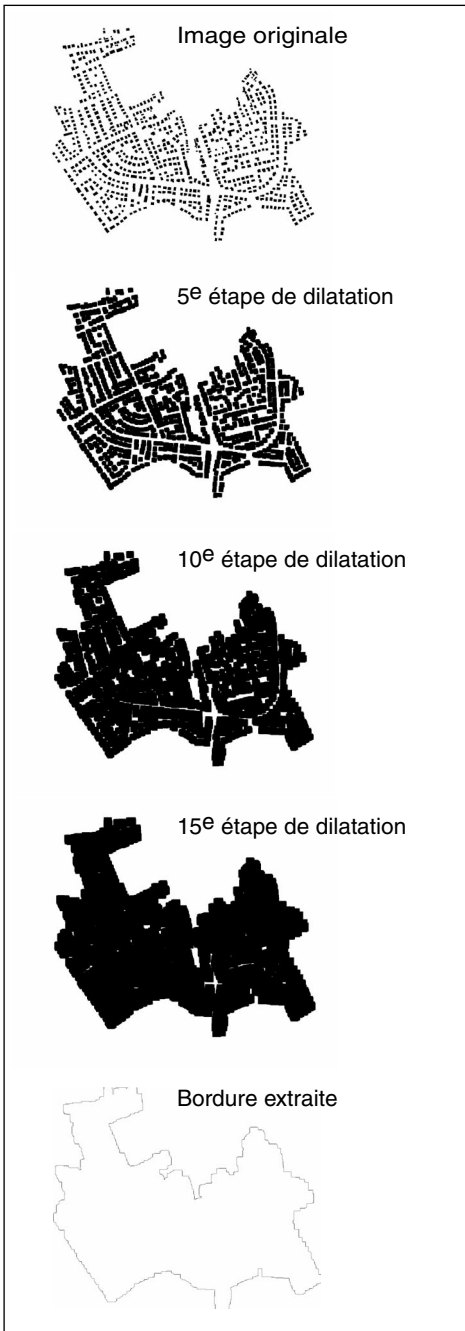 Image originale
5e étape de dilatation
10e étape de dilatation
15e étape de dilatation
Bordure extraite